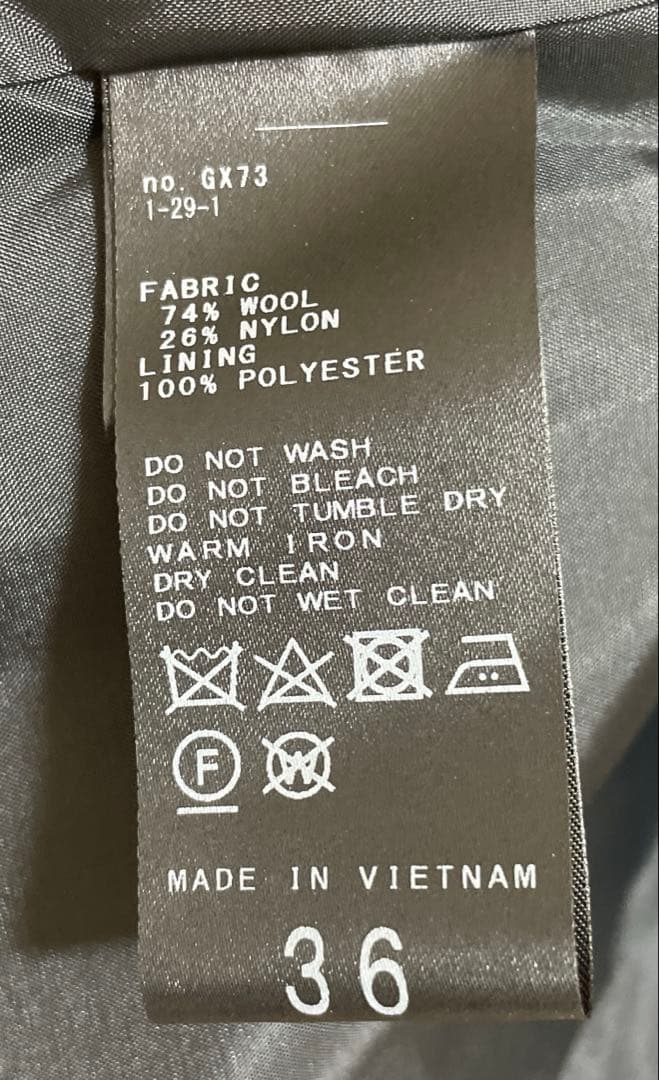 no. GX73
1-29-1
FABRIC
74% WOOL
26% NYLON
LINING
100% POLYESTER
DO NOT WASH
DO NOT BLEACH
DO NOT TUMBLE DRY
WARM IRON
DRY CLEAN
DO NOT WET CLEAN
F W
MADE IN VIETNAM
36